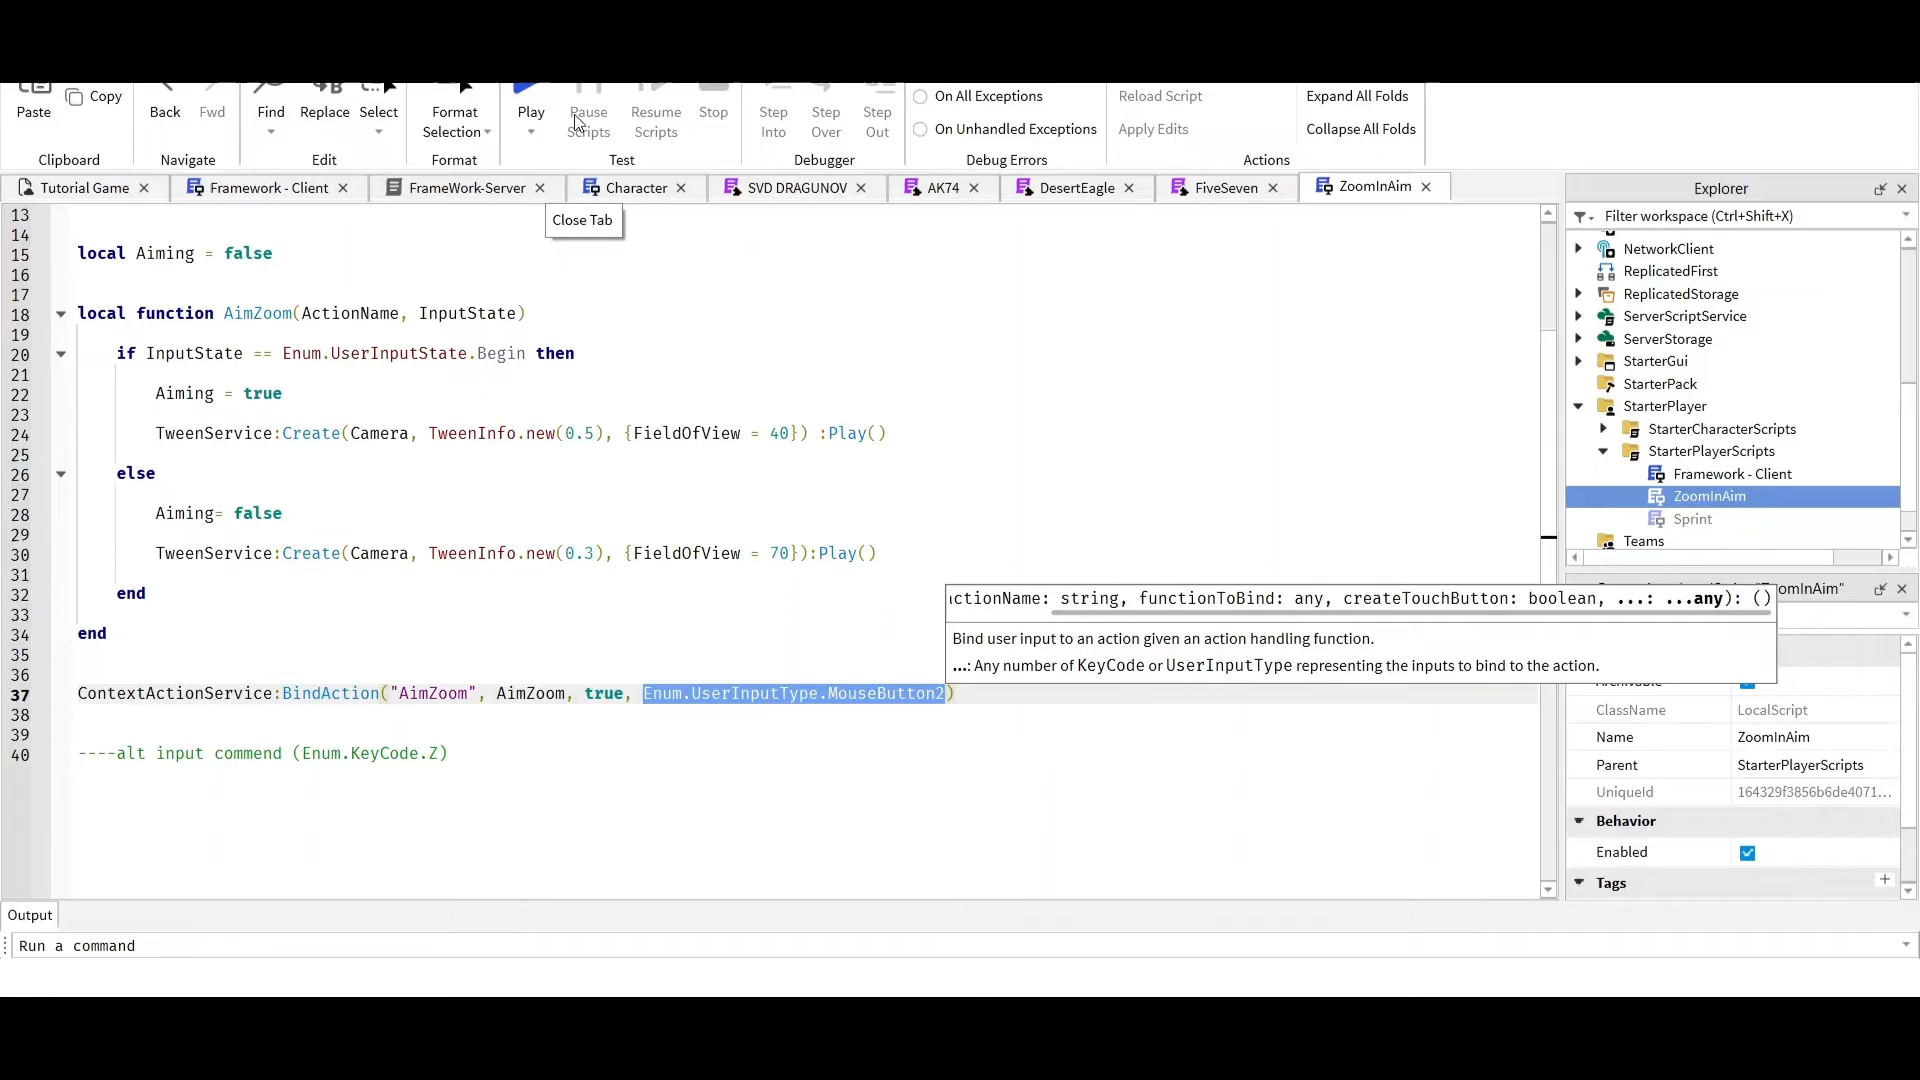 Paste
Copy
Back
Fwd
Find
Replace
Select
Format
Selection
Play
Pause
Scripts
Resume
Scripts
Stop
Step
Into
Step
Over
Step
Out
On All Exceptions
On Unhandled Exceptions
Reload Script
Apply Edits
Expand All Folds
Collapse All Folds
Clipboard
Navigate
Edit
Format
Test
Debugger
Debug Errors
Actions
Tutorial Game
Framework - Client
FrameWork-Server
Character
SVD DRAGUNOV
AK74
DesertEagle
FiveSeven
ZoomInAim
Close Tab
13
14
15 local Aiming = false
16
17
18 local function AimZoom(ActionName, InputState)
19
20 if InputState == Enum.UserInputState.Begin then
21
22 Aiming = true
23
24 TweenService:Create(Camera, TweenInfo.new(0.5), {FieldOfView = 40}) :Play()
25
26 else
27
28 Aiming= false
29
30 TweenService:Create(Camera, TweenInfo.new(0.3), {FieldOfView = 70}):Play()
31
32 end
33
34 end
35
36
37 ContextActionService:BindAction("AimZoom", AimZoom, true, Enum.UserInputType.MouseButton2)
38
39
40 ----alt input commend (Enum.KeyCode.Z)
ctionName: string, functionToBind: any, createTouchButton: boolean, ...: ...any): ()
Bind user input to an action given an action handling function.
...: Any number of KeyCode or UserInputType representing the inputs to bind to the action.
Explorer
Filter workspace (Ctrl+Shift+X)
NetworkClient
ReplicatedFirst
ReplicatedStorage
ServerScriptService
ServerStorage
StarterGui
StarterPack
StarterPlayer
StarterCharacterScripts
StarterPlayerScripts
Framework - Client
ZoomInAim
Sprint
Teams
omInAim"
ClassName LocalScript
Name ZoomInAim
Parent StarterPlayerScripts
UniqueId 164329f3856b6de4071...
Behavior
Enabled
Tags
Output
Run a command